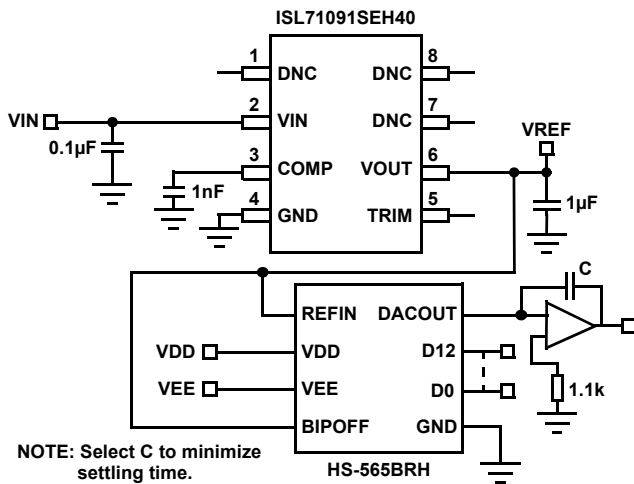 ISL71091SEH40
1
DNC
DNC
8
VIN
2
VIN
DNC
7
VREF
0.1µF
3
COMP
VOUT
6
1nF
4
GND
TRIM
5
1µF
C
REFIN
DACOUT
VDD
VDD
D12
VEE
VEE
D0
1.1k
BIPOFF
GND
NOTE: Select C to minimize
settling time.
HS-565BRH